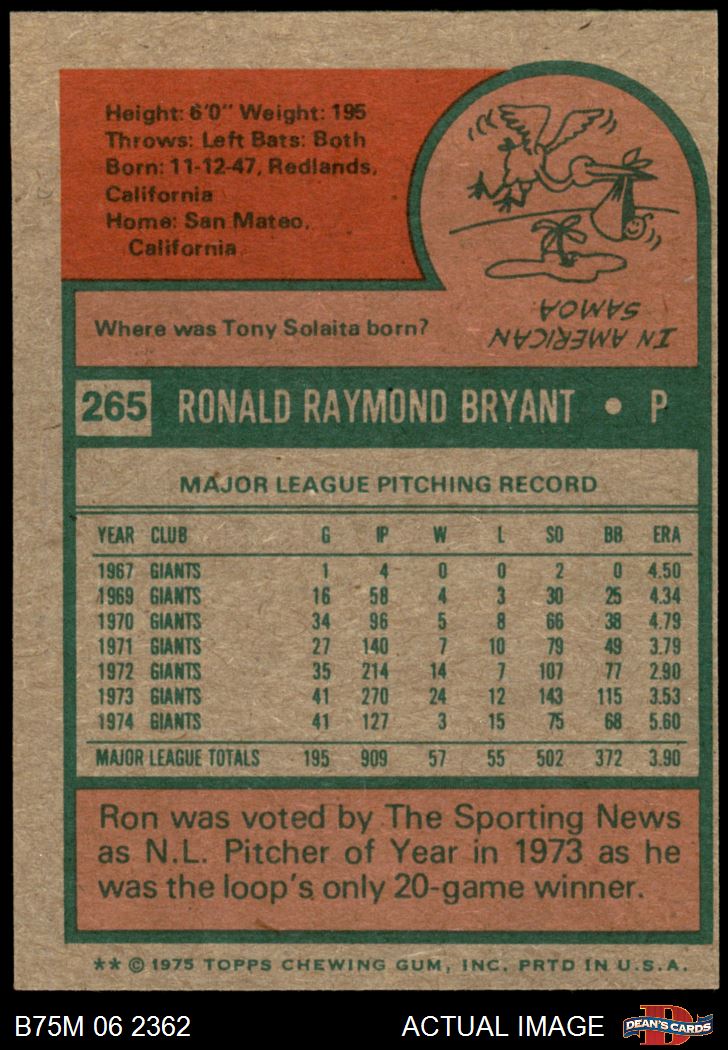 Height: 6'0" Weight: 195
Throws: Left Bats: Both
Born: 11-12-47, Redlands,
California
Home: San Mateo,
California
Where was Tony Solaita born?
IN AMERICAN
SAMOA
265 RONALD RAYMOND BRYANT • P
MAJOR LEAGUE PITCHING RECORD
YEAR CLUB G IP W L SO BB ERA
1967 GIANTS 1 4 0 0 2 0 4.50
1969 GIANTS 16 58 4 3 30 25 4.34
1970 GIANTS 34 96 5 8 66 38 4.79
1971 GIANTS 27 140 7 10 79 49 3.79
1972 GIANTS 35 214 14 7 107 77 2.90
1973 GIANTS 41 270 24 12 143 115 3.53
1974 GIANTS 41 127 3 15 75 68 5.60
MAJOR LEAGUE TOTALS 195 909 57 55 502 372 3.90
Ron was voted by The Sporting News
as N.L. Pitcher of Year in 1973 as he
was the loop's only 20-game winner.
** © 1975 TOPPS CHEWING GUM, INC. PRTD IN U.S.A.
B75M 06 2362 ACTUAL IMAGE D DEAN'S CARDS